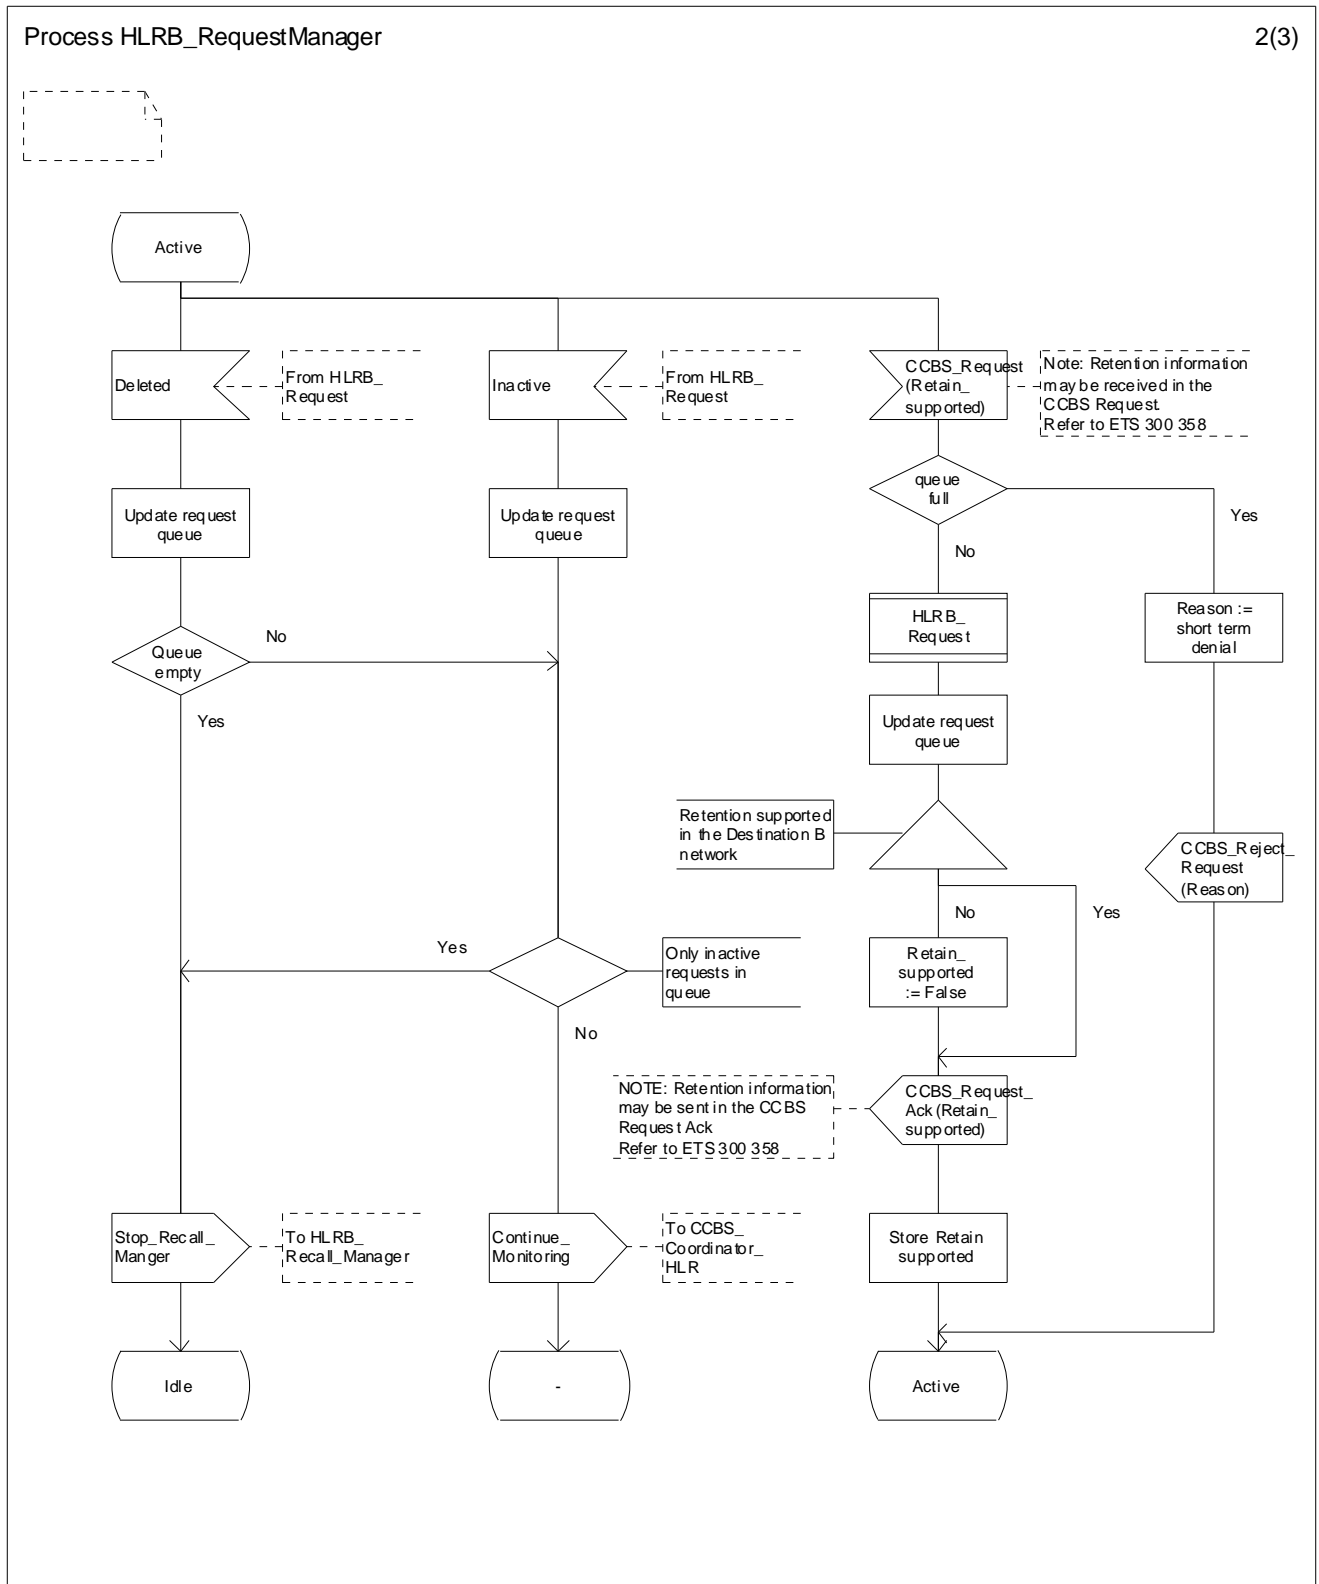 Process HLRB_RequestManager
2(3)
Active
Deleted
From HLRB_
Request
Inactive
From HLRB_
Request
CCBS_Request
(Retain_
supported)
Note: Retention information
may be received in the
CCBS Request.
Refer to ETS 300 358
Update request
queue
Update request
queue
queue
full
Yes
No
Queue
empty
No
Yes
HLRB_
Request
Reason :=
short term
denial
Update request
queue
Retention supported
in the Destination B
network
CCBS_Reject_
Request
(Reason)
No
Yes
Yes
Only inactive
requests in
queue
No
Retain_
supported
:= False
NOTE: Retention information
may be sent in the CCBS
Request Ack
Refer to ETS 300 358
CCBS_Request_
Ack (Retain_
supported)
Stop_Recall_
Manger
To HLRB_
Recall_Manager
Continue_
Monitoring
To CCBS_
Coordinator_
HLR
Store Retain
supported
Idle
-
Active